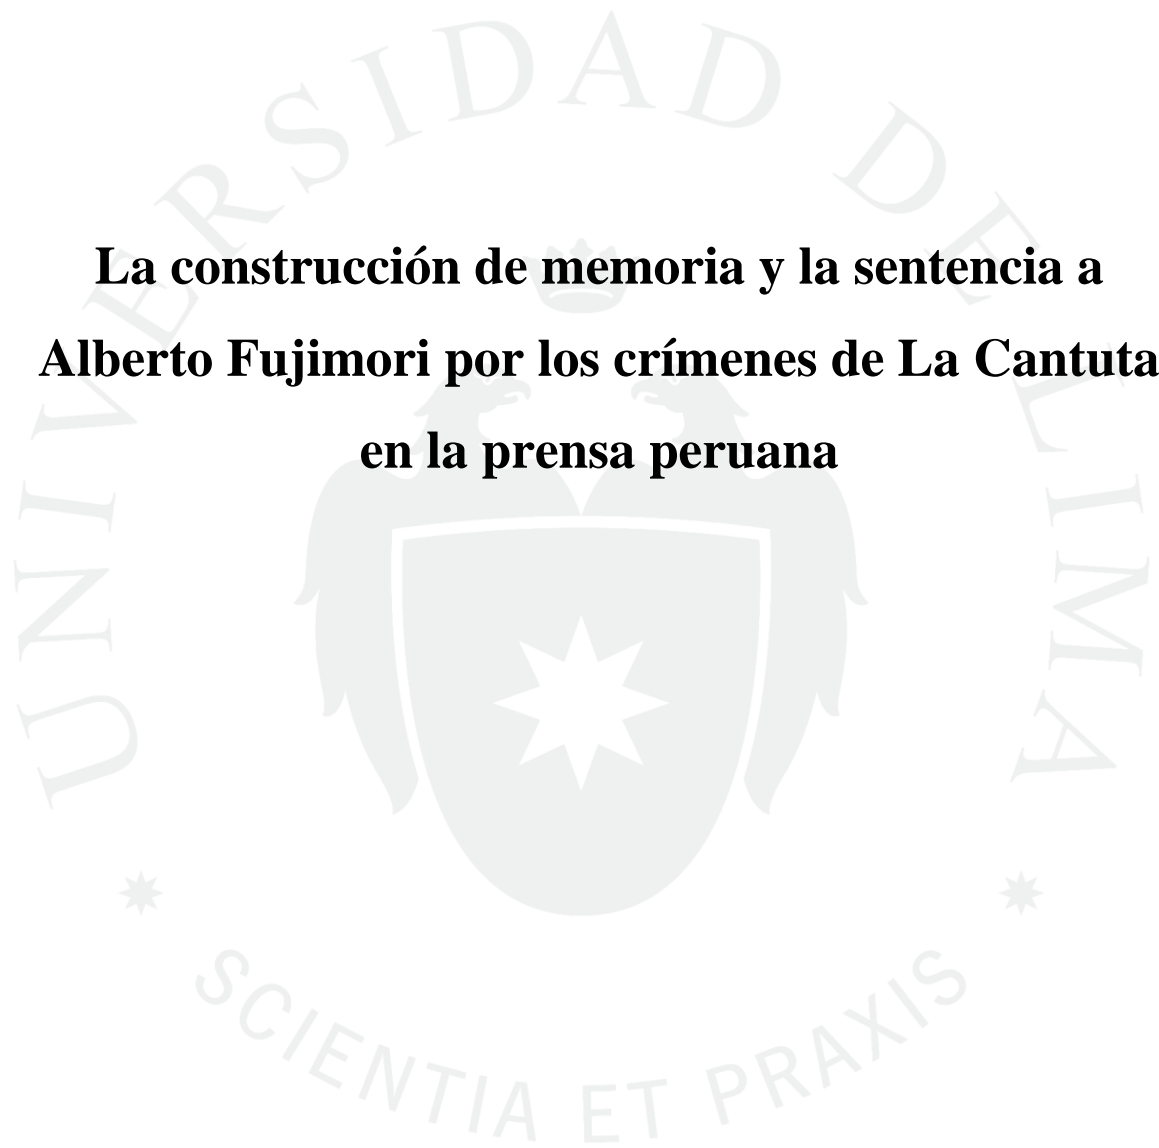 UNIVERSIDAD DE LIMA
La construcción de memoria y la sentencia a
Alberto Fujimori por los crímenes de La Cantuta
en la prensa peruana
SCIENTIA ET PRAXIS